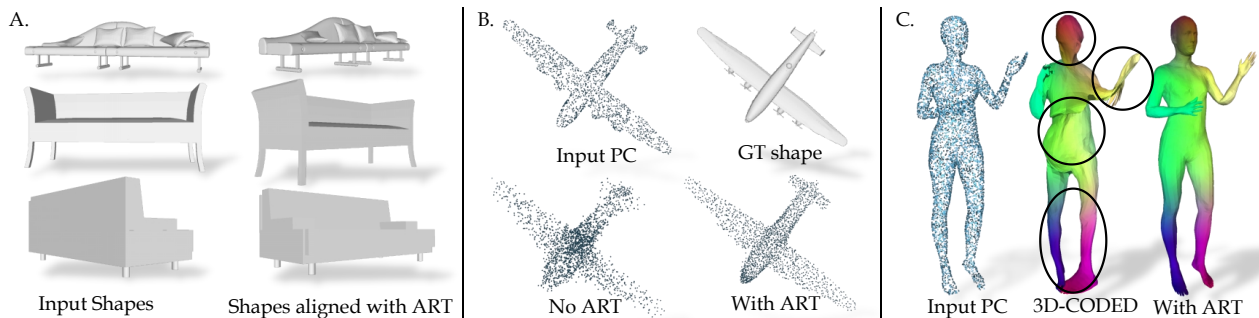 A.
Input Shapes
Shapes aligned with ART
B.
Input PC
GT shape
No ART
With ART
C.
Input PC
3D-CODED
With ART